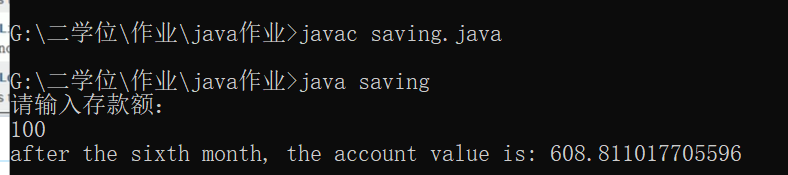 G:\二学位\作业\java作业>javac saving.java
G:\二学位\作业\java作业>java saving
请输入存款额：
100
after the sixth month, the account value is: 608.811017705596